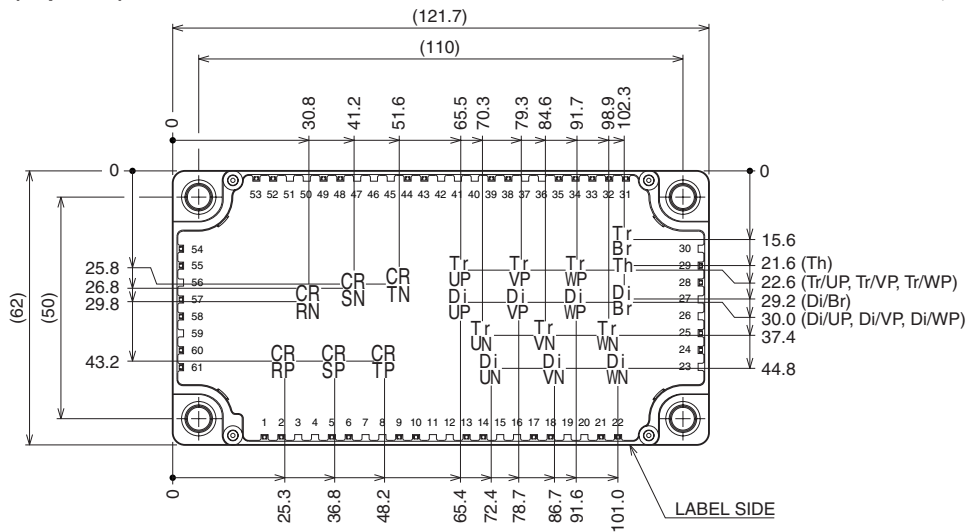 (121.7)
(110)
0 30.8 41.2 51.6 65.5 70.3 79.3 84.6 91.7 98.9 102.3
0 0
53 52 51 50 49 48 47 46 45 44 43 42 41 40 39 38 37 36 35 34 33 32 31
(62) (50)
25.8
26.8
29.8
43.2
54
55
56
57
58
59
60
61
CR RN
CR SN
CR TN
CR RP
CR SP
CR TP
Tr UP
Di UP
Tr VP
Di VP
Tr WP
Di WP
Tr Br
Th
Di Br
Tr UN
Di UN
Tr VN
Di VN
Tr WN
Di WN
30
29
28
27
26
25
24
23
15.6
21.6 (Th)
22.6 (Tr/UP, Tr/VP, Tr/WP)
29.2 (Di/Br)
30.0 (Di/UP, Di/VP, Di/WP)
37.4
44.8
1 2 3 4 5 6 7 8 9 10 11 12 13 14 15 16 17 18 19 20 21 22
0 25.3 36.8 48.2 65.4 72.4 78.7 86.7 91.6 101.0
LABEL SIDE